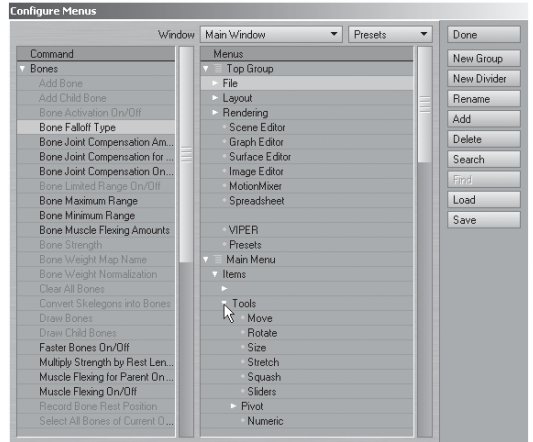 Configure Menus
Window
Main Window
Presets
Command
Bones
Add Bone
Add Child Bone
Bone Activation On/Off
Bone Falloff Type
Bone Joint Compensation Am...
Bone Joint Compensation for ...
Bone Joint Compensation On...
Bone Limited Range On/Off
Bone Maximum Range
Bone Minimum Range
Bone Muscle Flexing Amounts
Bone Strength
Bone Weight Map Name
Bone Weight Normalization
Clear All Bones
Convert Skelegons into Bones
Draw Bones
Draw Child Bones
Faster Bones On/Off
Multiply Strength by Rest Len...
Muscle Flexing for Parent On...
Muscle Flexing On/Off
Record Bone Rest Position
Select All Bones of Current O...
Menus
Top Group
File
Layout
Rendering
Scene Editor
Graph Editor
Surface Editor
Image Editor
MotionMixer
Spreadsheet
VIPER
Presets
Main Menu
Items
Tools
Move
Rotate
Size
Stretch
Squash
Sliders
Pivot
Numeric
Done
New Group
New Divider
Rename
Add
Delete
Search
Find
Load
Save